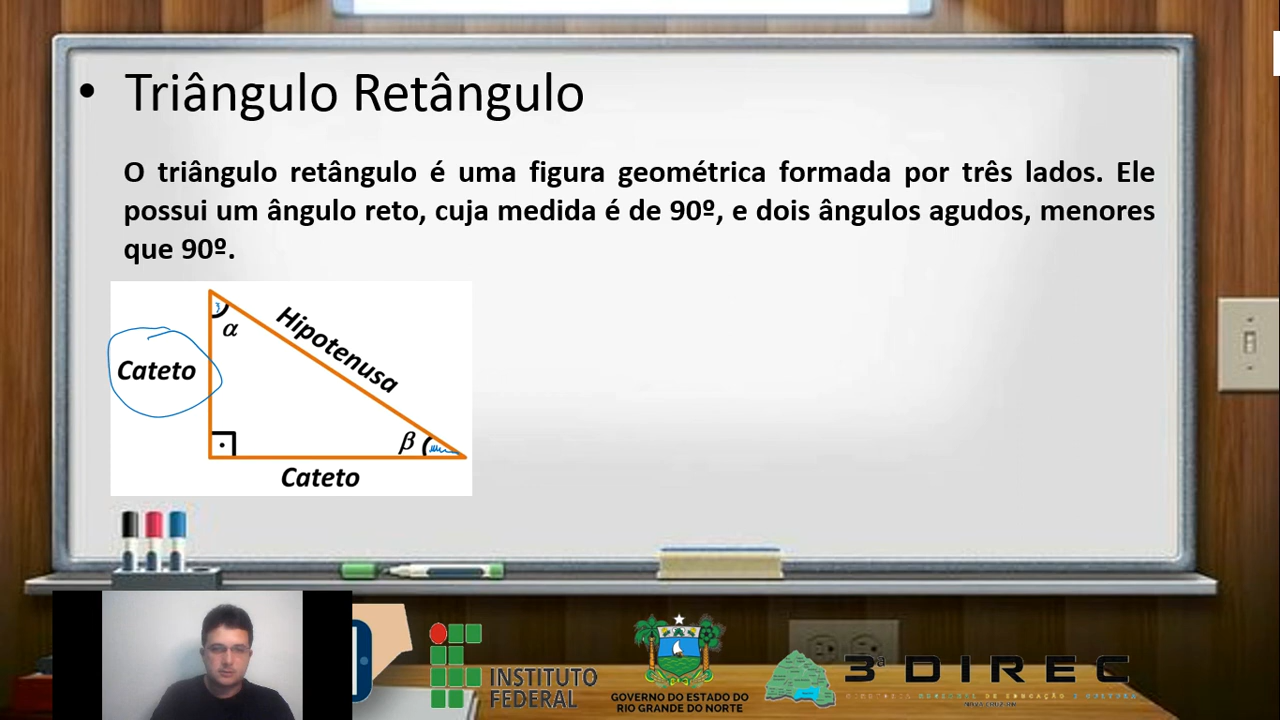 • Triângulo Retângulo
O triângulo retângulo é uma figura geométrica formada por três lados. Ele
possui um ângulo reto, cuja medida é de 90º, e dois ângulos agudos, menores
que 90º.
α
Hipotenusa
Cateto
β
Cateto
INSTITUTO
FEDERAL
GOVERNO DO ESTADO DO
RIO GRANDE DO NORTE
3ª DIREC